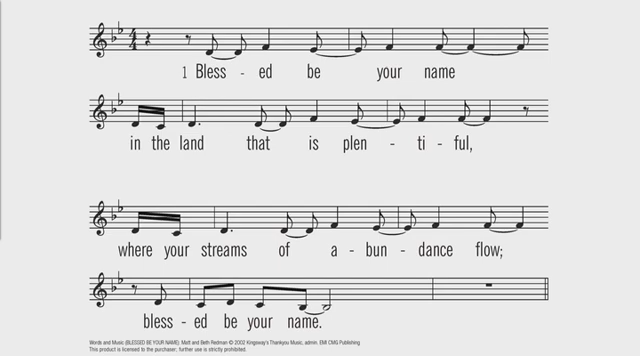 1 Bless - ed be your name
in the land that is plen - ti - ful,
where your streams of a - bun - dance flow;
bless - ed be your name.
Words and Music (BLESSED BE YOUR NAME): Matt and Beth Redman © 2002 Kingsway's Thankyou Music, admin. EMI CMG Publishing
This product is licensed to the purchaser; further use is strictly prohibited.